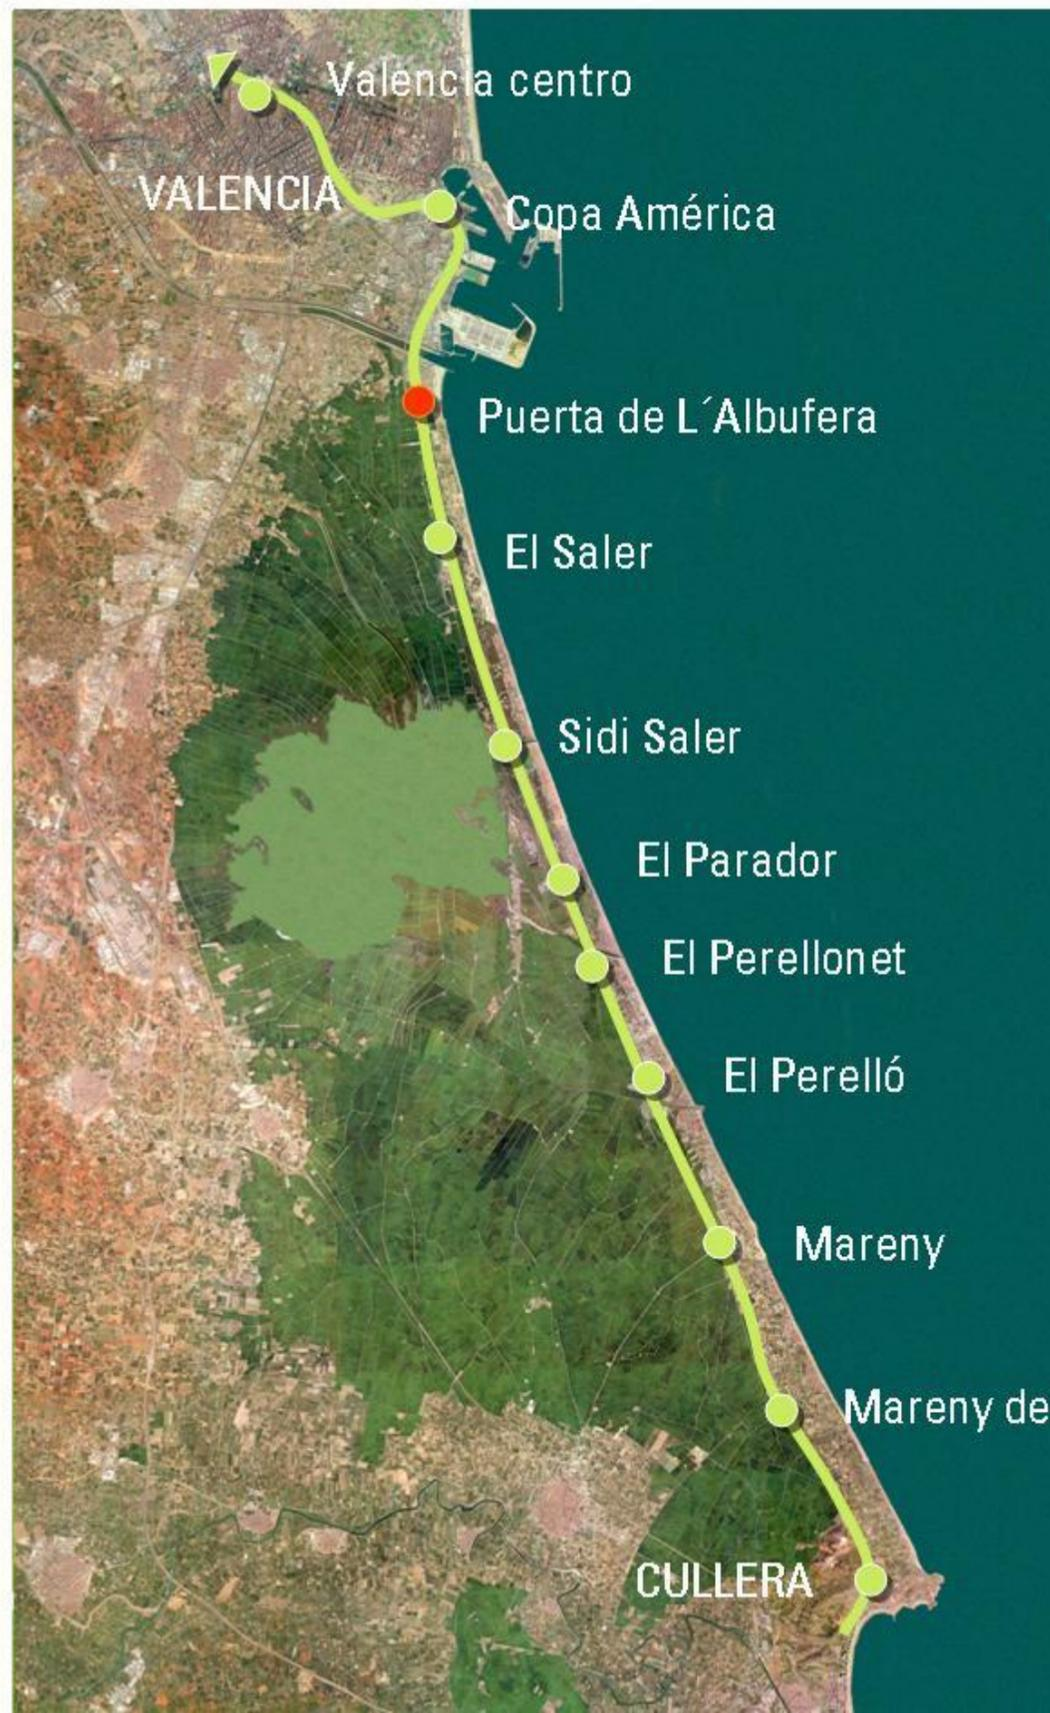 Valencia centro
VALENCIA
Copa América
Puerta de L´Albufera
El Saler
Sidi Saler
El Parador
El Perellonet
El Perelló
Mareny
Mareny de
CULLERA